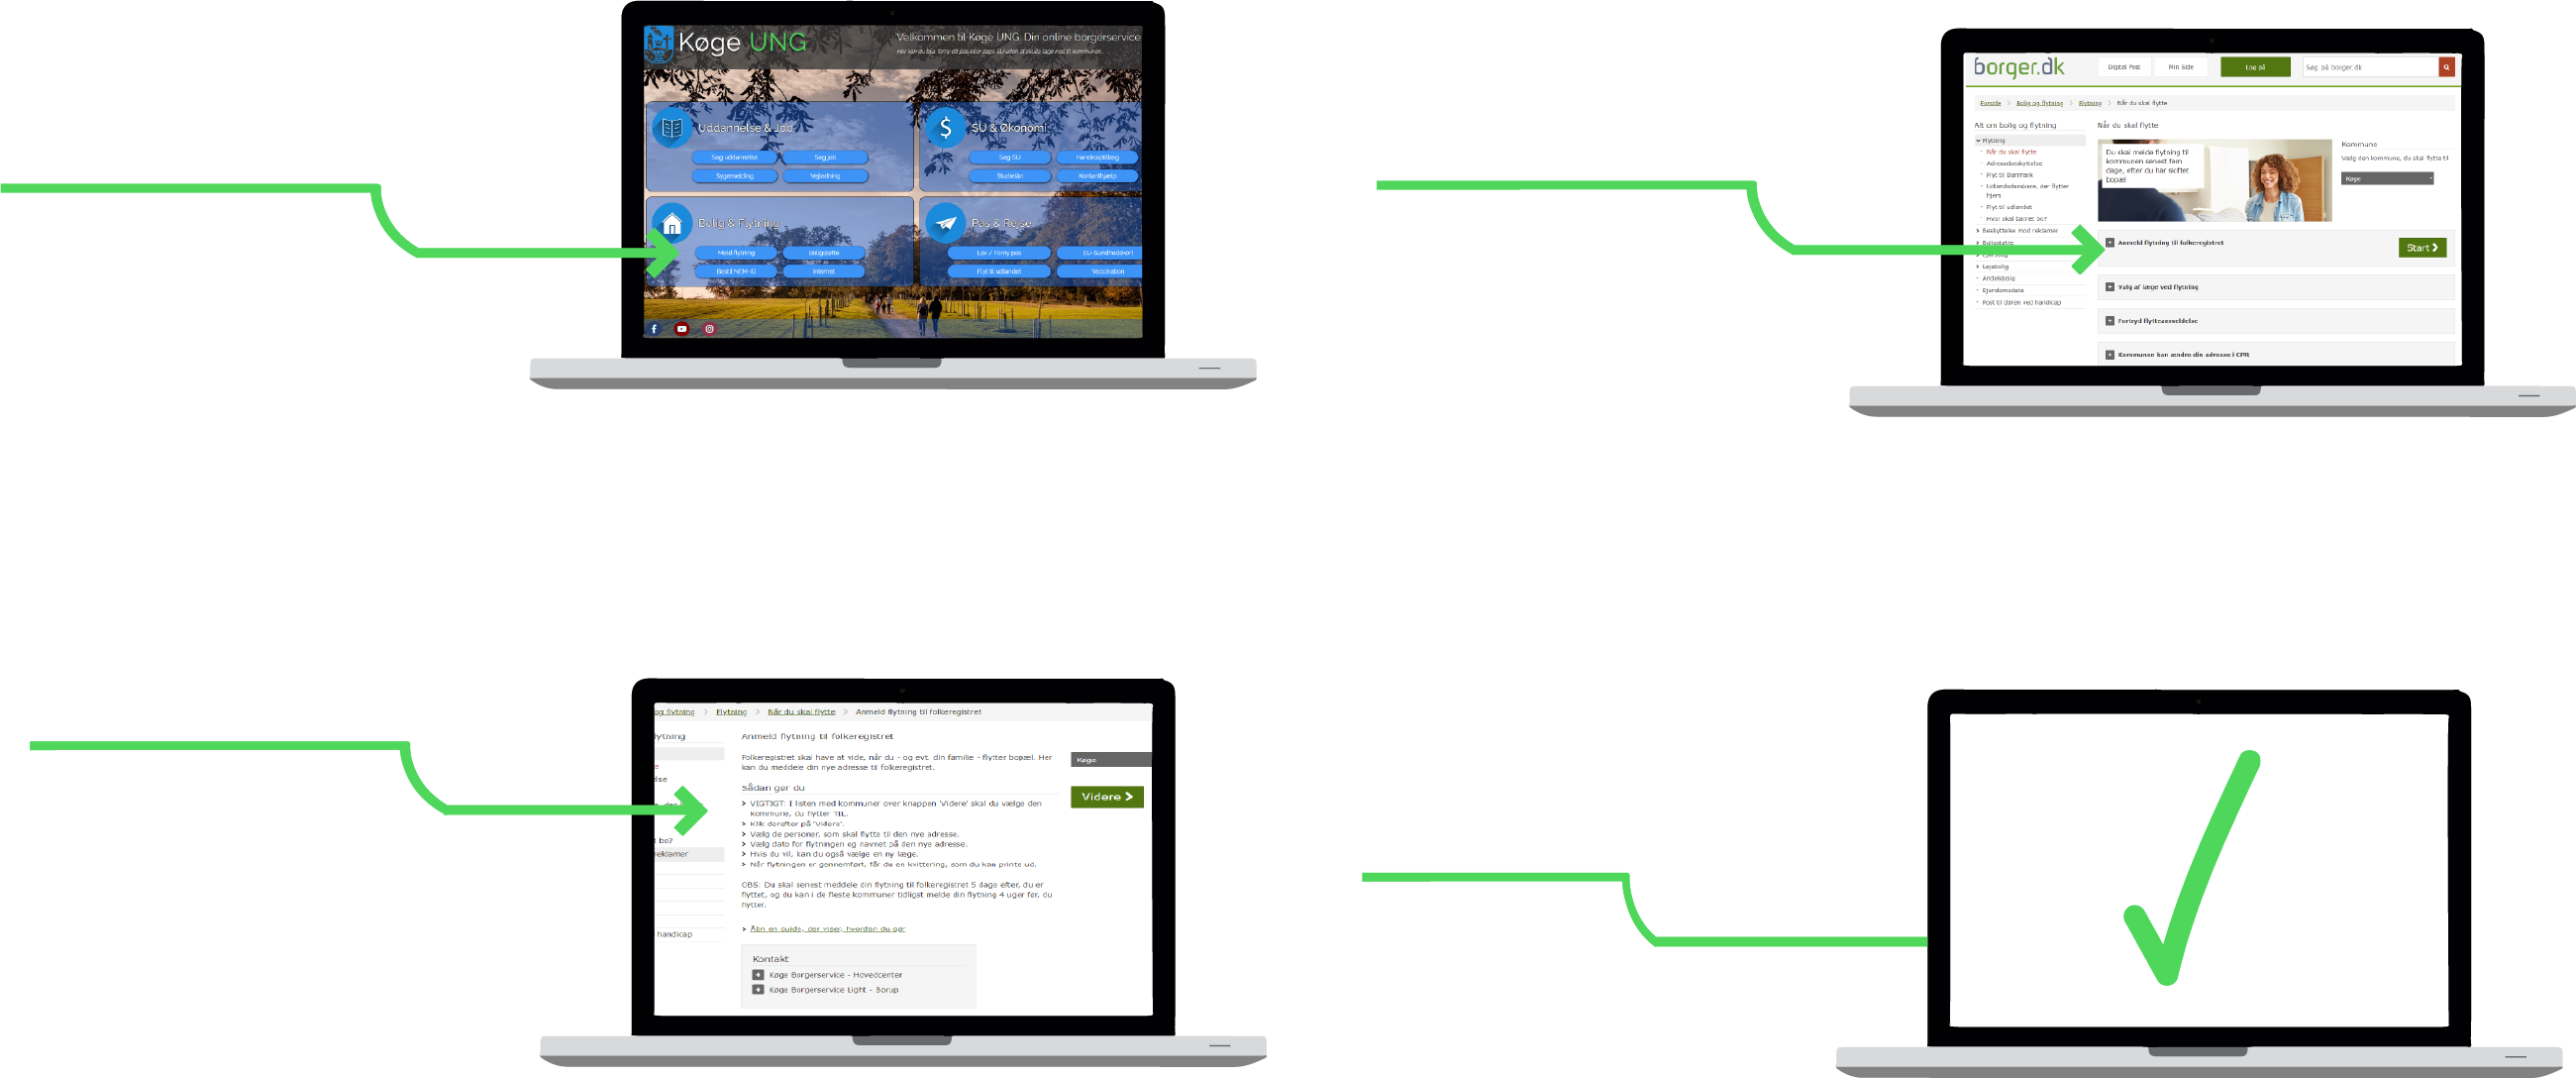 Køge UNG
Velkommen til Køge UNG. Din online borgerservice
Uddannelse & Job
Søg uddannelse
Søg job
Sygemelding
Vejledning
SU & Økonomi
Søg SU
Handicaptillæg
Studielån
Kontanthjælp
Bolig & Flytning
Meld flytning
Boligstøtte
Bestil NEM-ID
Internet
Pas & Rejse
Lav / Forny pas
EU-Sundhedskort
Flyt til udlandet
Vaccination
borger.dk
Digital Post
Min Side
Log på
Søg på borger.dk
Forside > Bolig og flytning > Flytning > Når du skal flytte
Alt om bolig og flytning
Flytning
Når du skal flytte
Adressebeskyttelse
Flyt til Danmark
Udlandsdanskere, der flytter
hjem
Flyt til udlandet
Hvor skal barnet bo?
Beskyttelse mod reklamer
Lejebolig
Andelsbolig
Ejendomsdata
Post til døren ved handicap
Når du skal flytte
Du skal melde flytning til
kommunen senest fem
dage, efter du har skiftet
bopæl
Kommune
Vælg den kommune, du skal flytte til
Køge
Anmeld flytning til folkeregistret
Start
Valg af læge ved flytning
Fortryd flytteanmeldelse
Kommunen kan ændre din adresse i CPR
og flytning > Flytning > Når du skal flytte > Anmeld flytning til folkeregistret
lytning
e
lse
t bo?
reklamer
handicap
Anmeld flytning til folkeregistret
Folkeregistret skal have at vide, når du - og evt. din familie - flytter bopæl. Her
kan du meddele din nye adresse til folkeregistret.
Køge
Videre
Sådan gør du
VIGTIGT: I listen med kommuner over knappen 'Videre' skal du vælge den
kommune, du flytter TIL.
Klik derefter på 'Videre'.
Vælg de personer, som skal flytte til den nye adresse.
Vælg dato for flytningen og navnet på den nye adresse.
Hvis du vil, kan du også vælge en ny læge.
Når flytningen er gennemført, får du en kvittering, som du kan printe ud.
OBS: Du skal senest meddele din flytning til folkeregistret 5 dage efter, du er
flyttet, og du kan i de fleste kommuner tidligst melde din flytning 4 uger før, du
flytter.
Åbn en guide, der viser, hvordan du gør
Kontakt
Køge Borgerservice - Hovedcenter
Køge Borgerservice Light - Borup